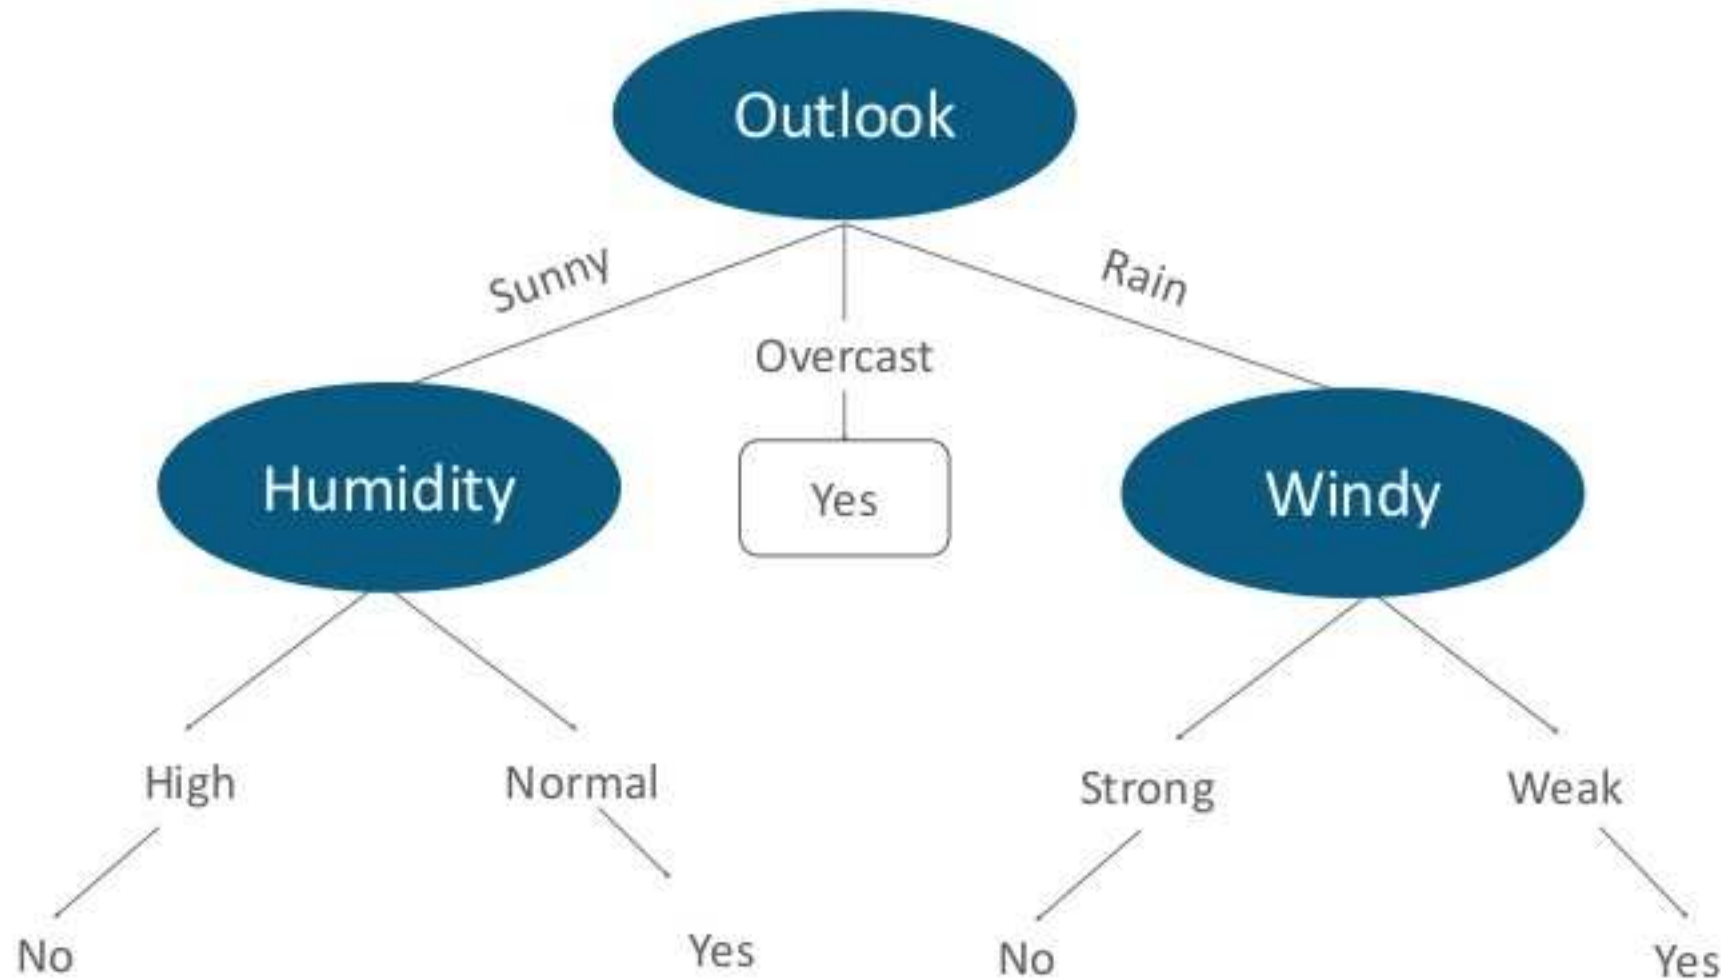 Outlook
Sunny
Rain
Overcast
Humidity
Yes
Windy
High
Normal
Strong
Weak
No
Yes
No
Yes